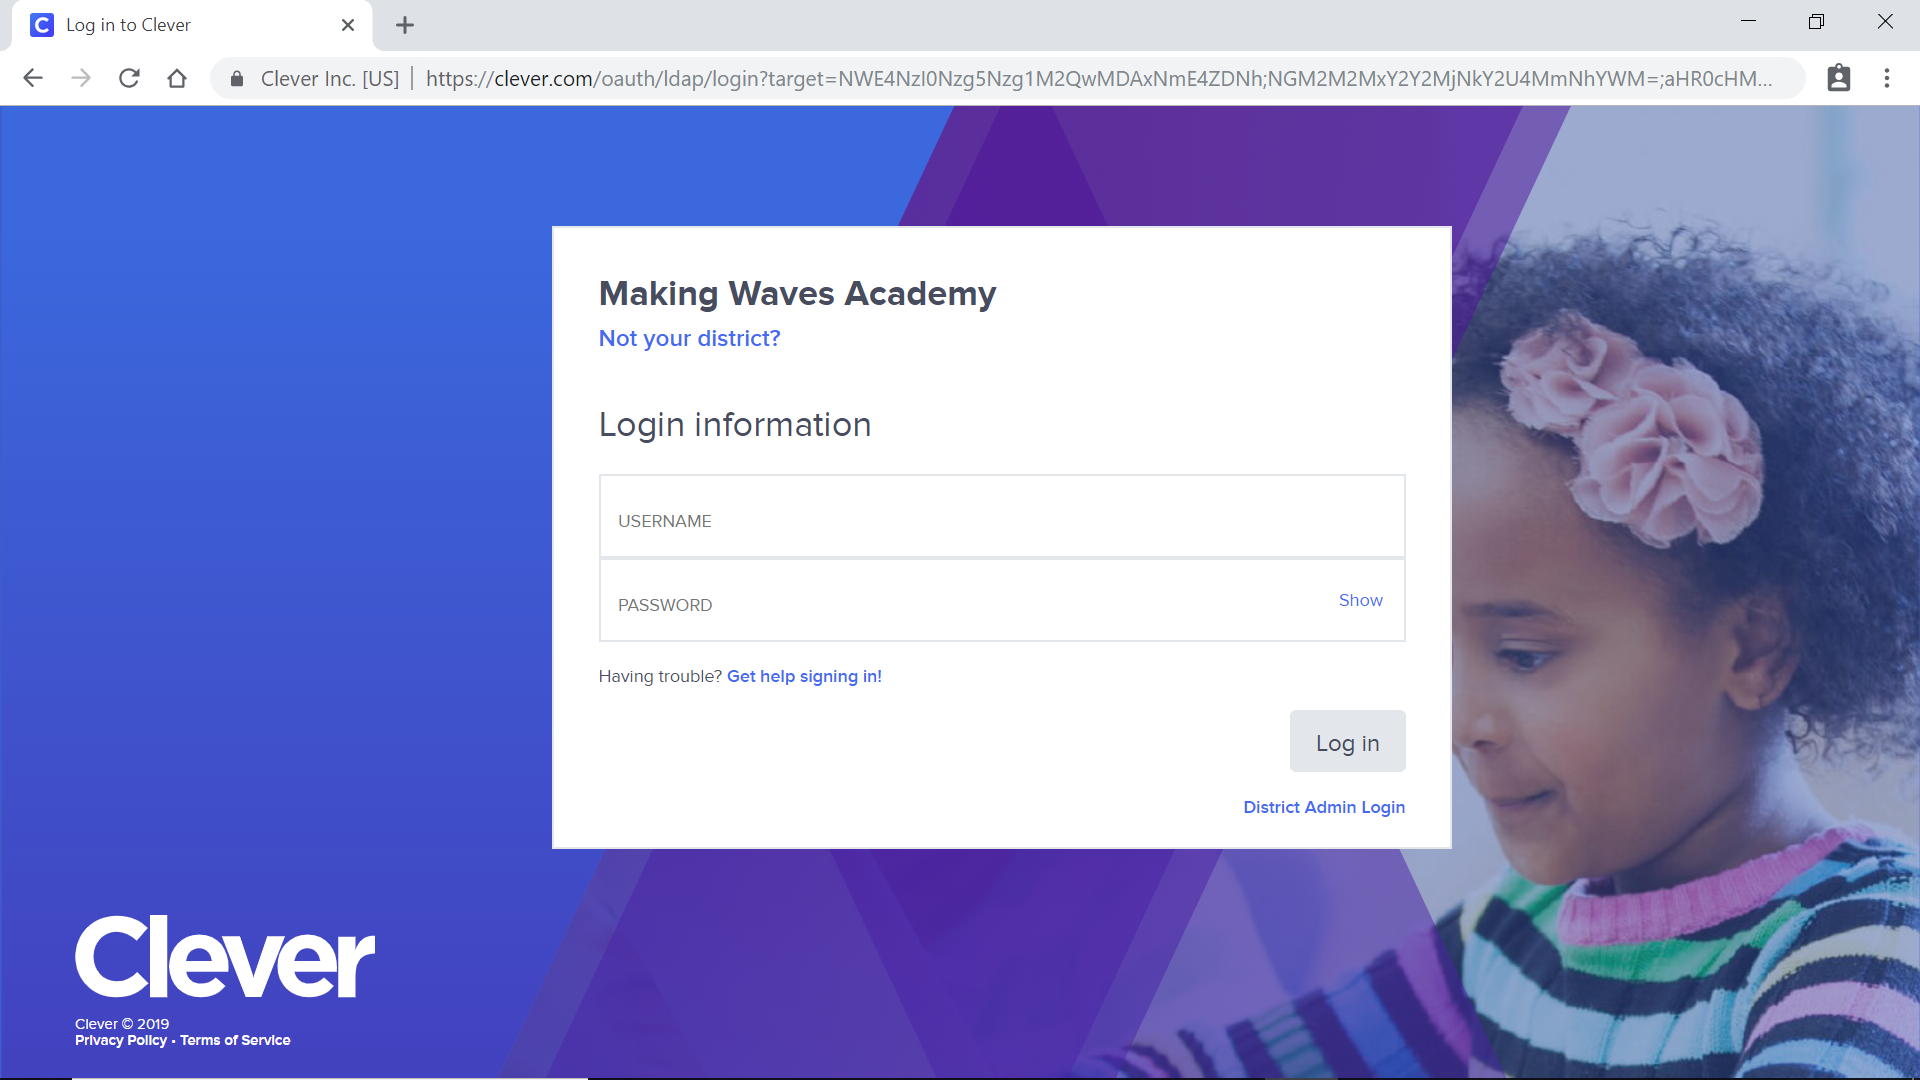 Log in to Clever
Clever Inc. [US] | https://clever.com/oauth/ldap/login?target=NWE4NzI0Nzg5Nzg1M2QwMDAxNmE4ZDNh;NGM2M2MxY2Y2MjNkY2U4MmNhYWM=;aHR0cHM...
Making Waves Academy
Not your district?
Login information
USERNAME
PASSWORD
Show
Having trouble? Get help signing in!
Log in
District Admin Login
Clever
Clever © 2019
Privacy Policy • Terms of Service